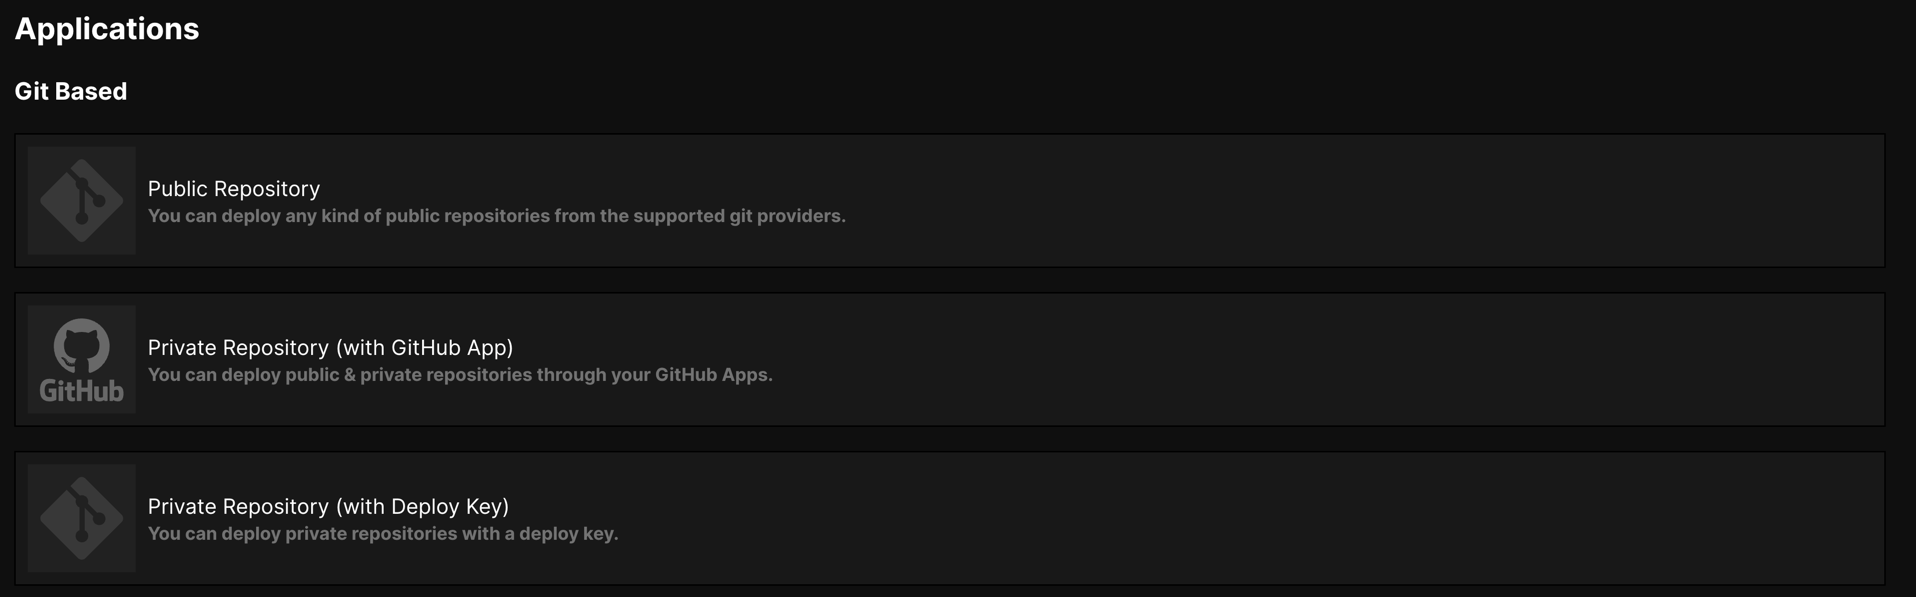 Applications
Git Based
Public Repository
You can deploy any kind of public repositories from the supported git providers.
GitHub
Private Repository (with GitHub App)
You can deploy public & private repositories through your GitHub Apps.
Private Repository (with Deploy Key)
You can deploy private repositories with a deploy key.